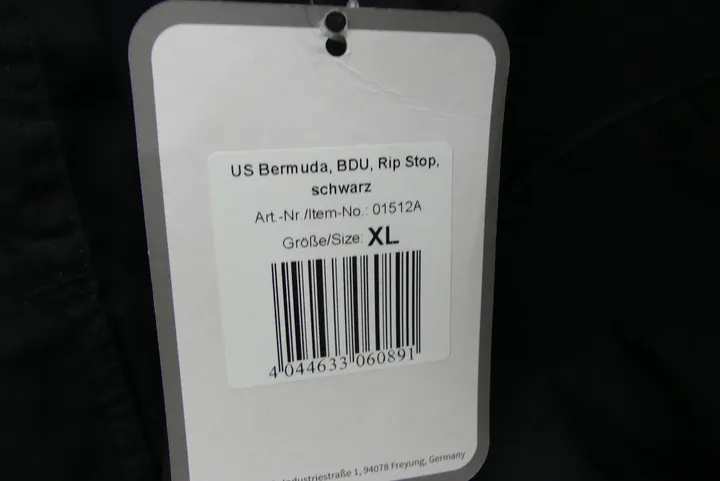 US Bermuda, BDU, Rip Stop,
schwarz
Art.-Nr./Item-No.: 01512A
Größe/Size: XL
4 044633 060891
1, 94078 Freyung, Germany